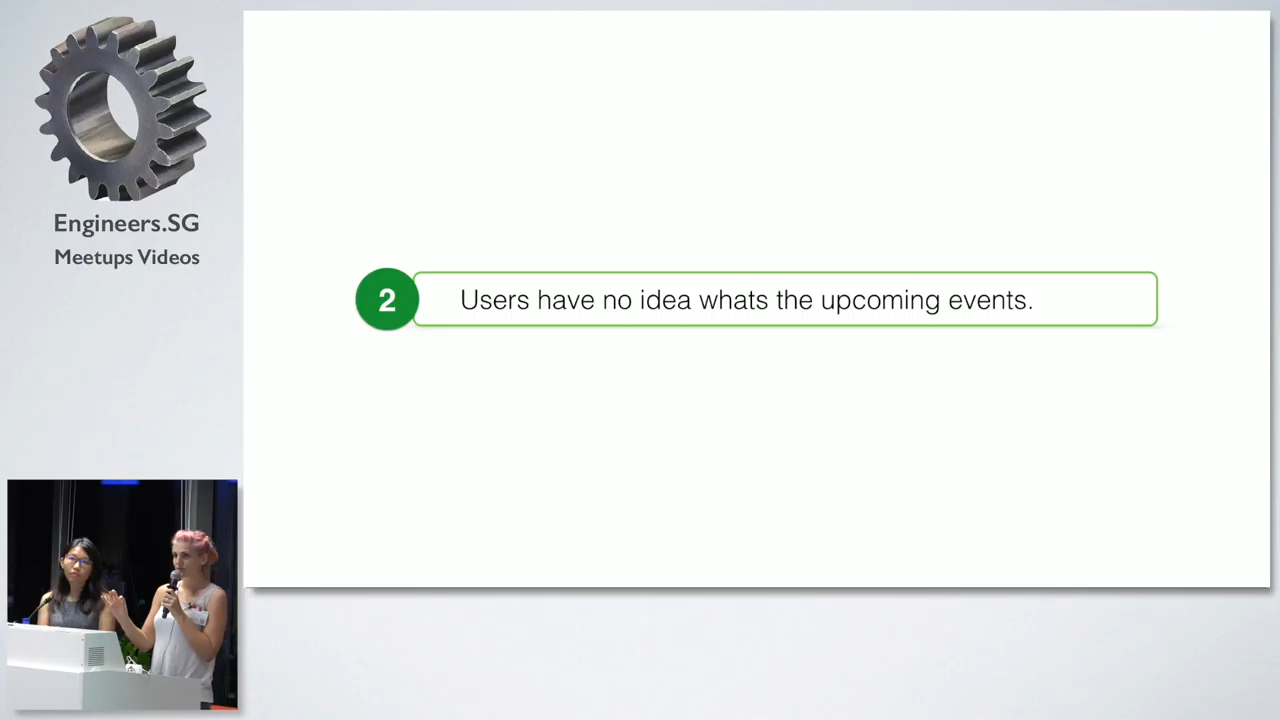 Engineers.SG
Meetups Videos
2 Users have no idea whats the upcoming events.